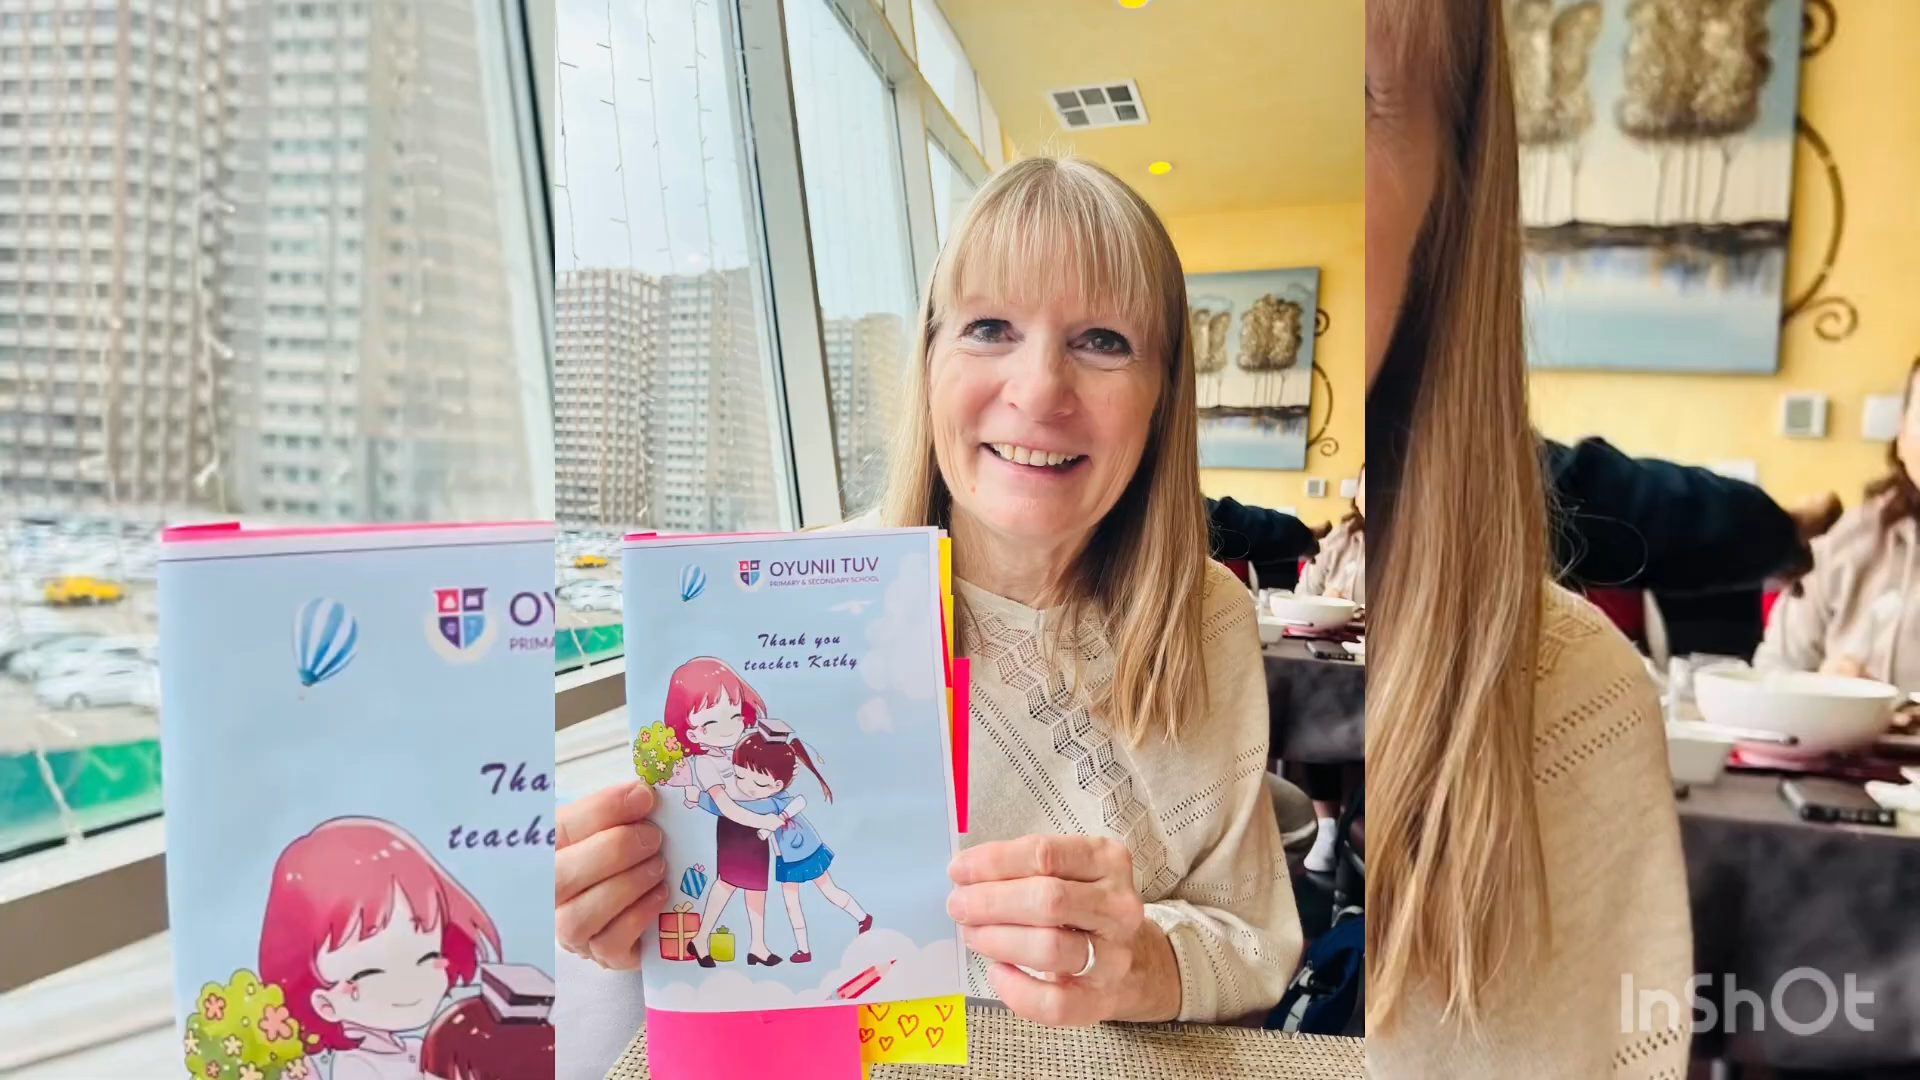 OYUNII TUV
PRIMARY & SECONDARY SCHOOL
Thank you
teacher Kathy
OY
PRIMA
Tha
teache
InShOt